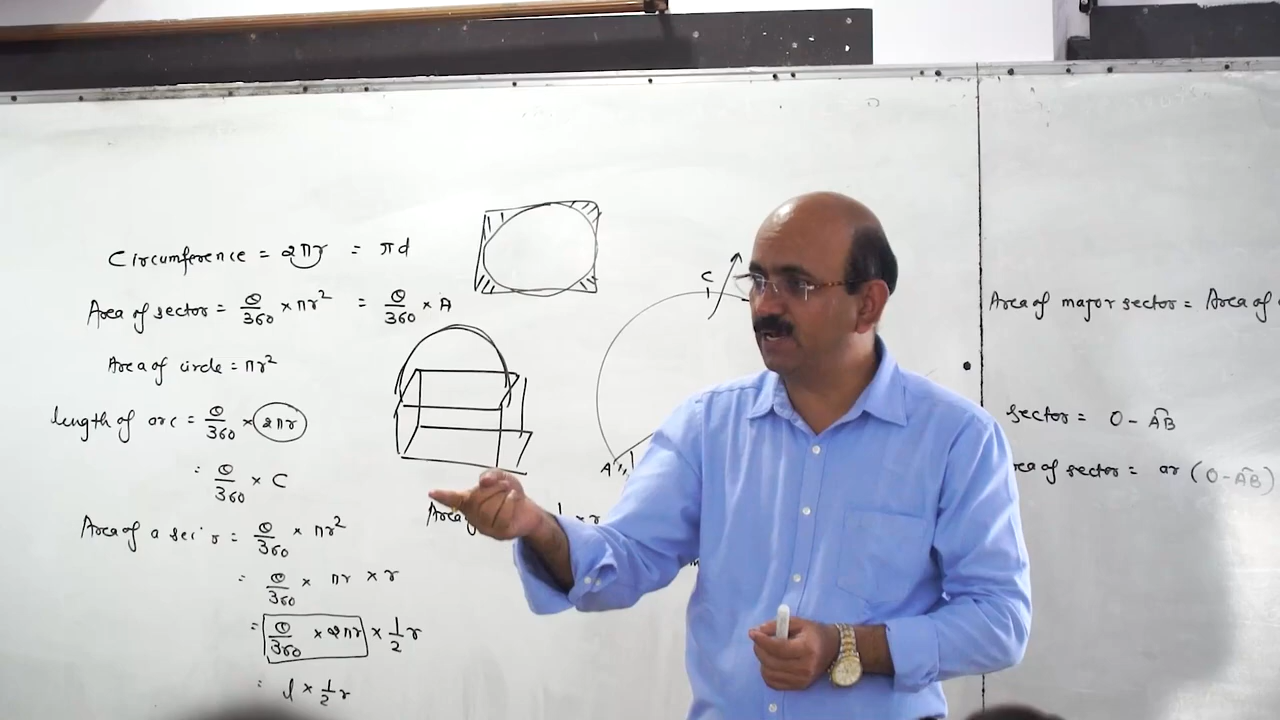 Circumference = 2πr = πd
Area of sector = θ/360 × πr² = θ/360 × A
Area of circle = πr²
length of arc = θ/360 × 2πr
= θ/360 × C
Area of a sec r = θ/360 × πr²
= θ/360 × πr × r
= θ/360 × 2πr × 1/2 r
= l × 1/2 r
C
A
Area of major sector = Area of
sector = O-AB
of sector = ar (O-AB)